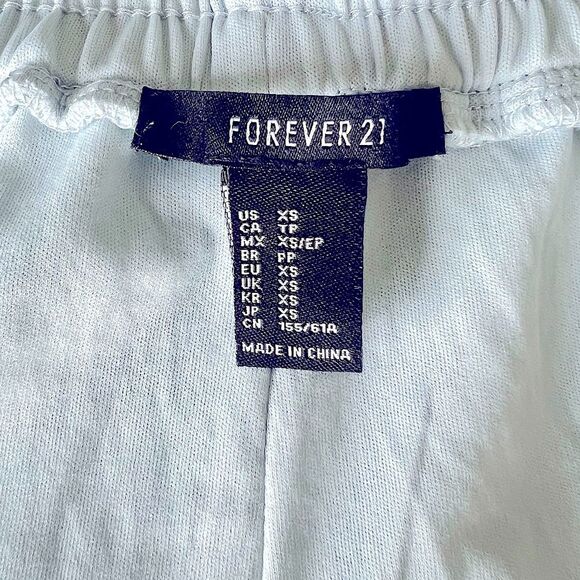 FOREVER 21
US XS
CA TP
MX XS/EP
BR PP
EU XS
UK XS
KR XS
JP XS
CN 155/61A
MADE IN CHINA